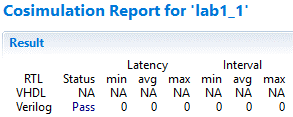 Cosimulation Report for 'lab1_1'
Result
Latency Interval
RTL Status min avg max min avg max
VHDL NA NA NA NA NA NA NA
Verilog Pass 0 0 0 0 0 0